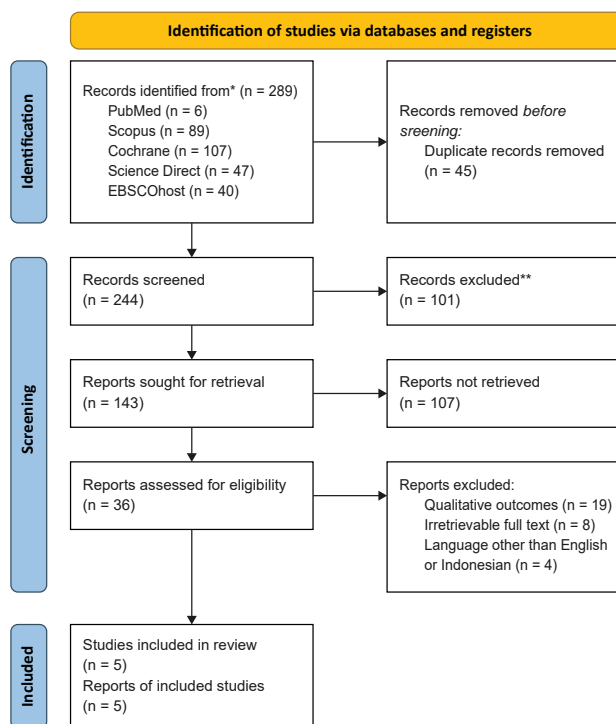 Identification of studies via databases and registers
Identification
Records identified from* (n = 289)
PubMed (n = 6)
Scopus (n = 89)
Cochrane (n = 107)
Science Direct (n = 47)
EBSCOhost (n = 40)
Records removed before
sreening:
Duplicate records removed
(n = 45)
Screening
Records screened
(n = 244)
Records excluded**
(n = 101)
Reports sought for retrieval
(n = 143)
Reports not retrieved
(n = 107)
Reports assessed for eligibility
(n = 36)
Reports excluded:
Qualitative outcomes (n = 19)
Irretrievable full text (n = 8)
Language other than English
or Indonesian (n = 4)
Included
Studies included in review
(n = 5)
Reports of included studies
(n = 5)